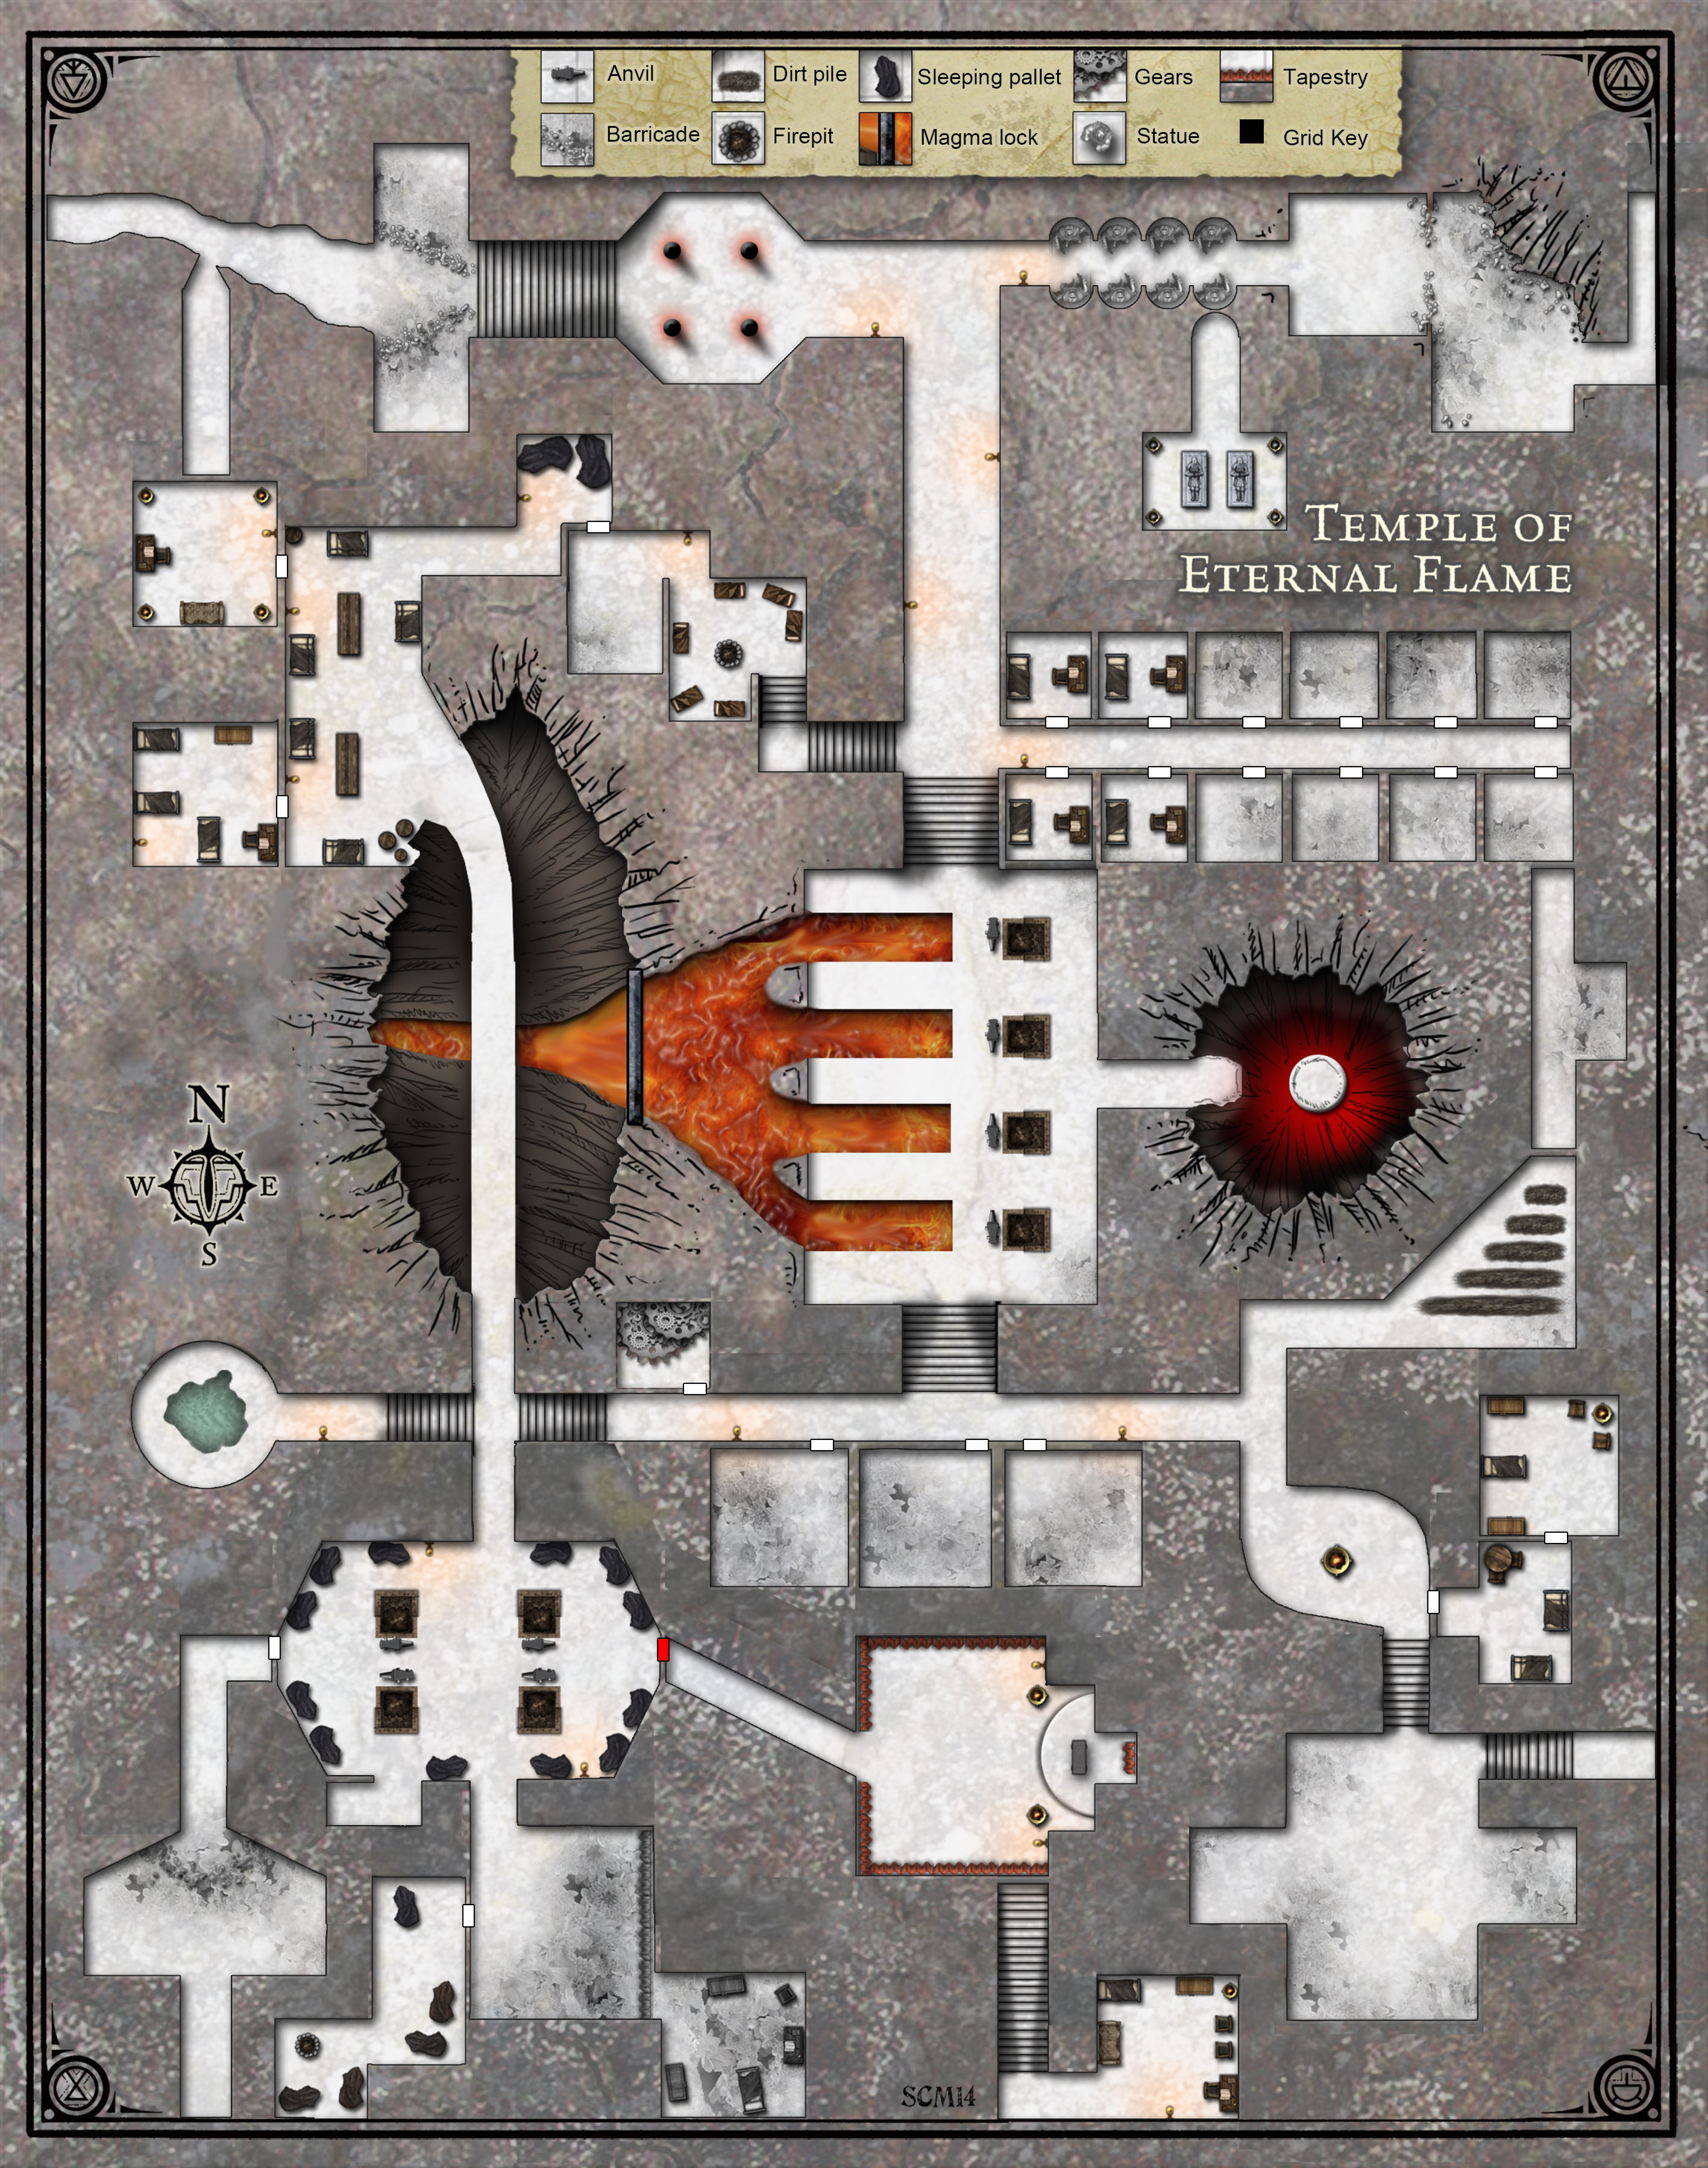 Anvil Dirt pile Sleeping pallet Gears Tapestry
Barricade Firepit Magma lock Statue Grid Key
TEMPLE OF
ETERNAL FLAME
N
W E
S
SCM14